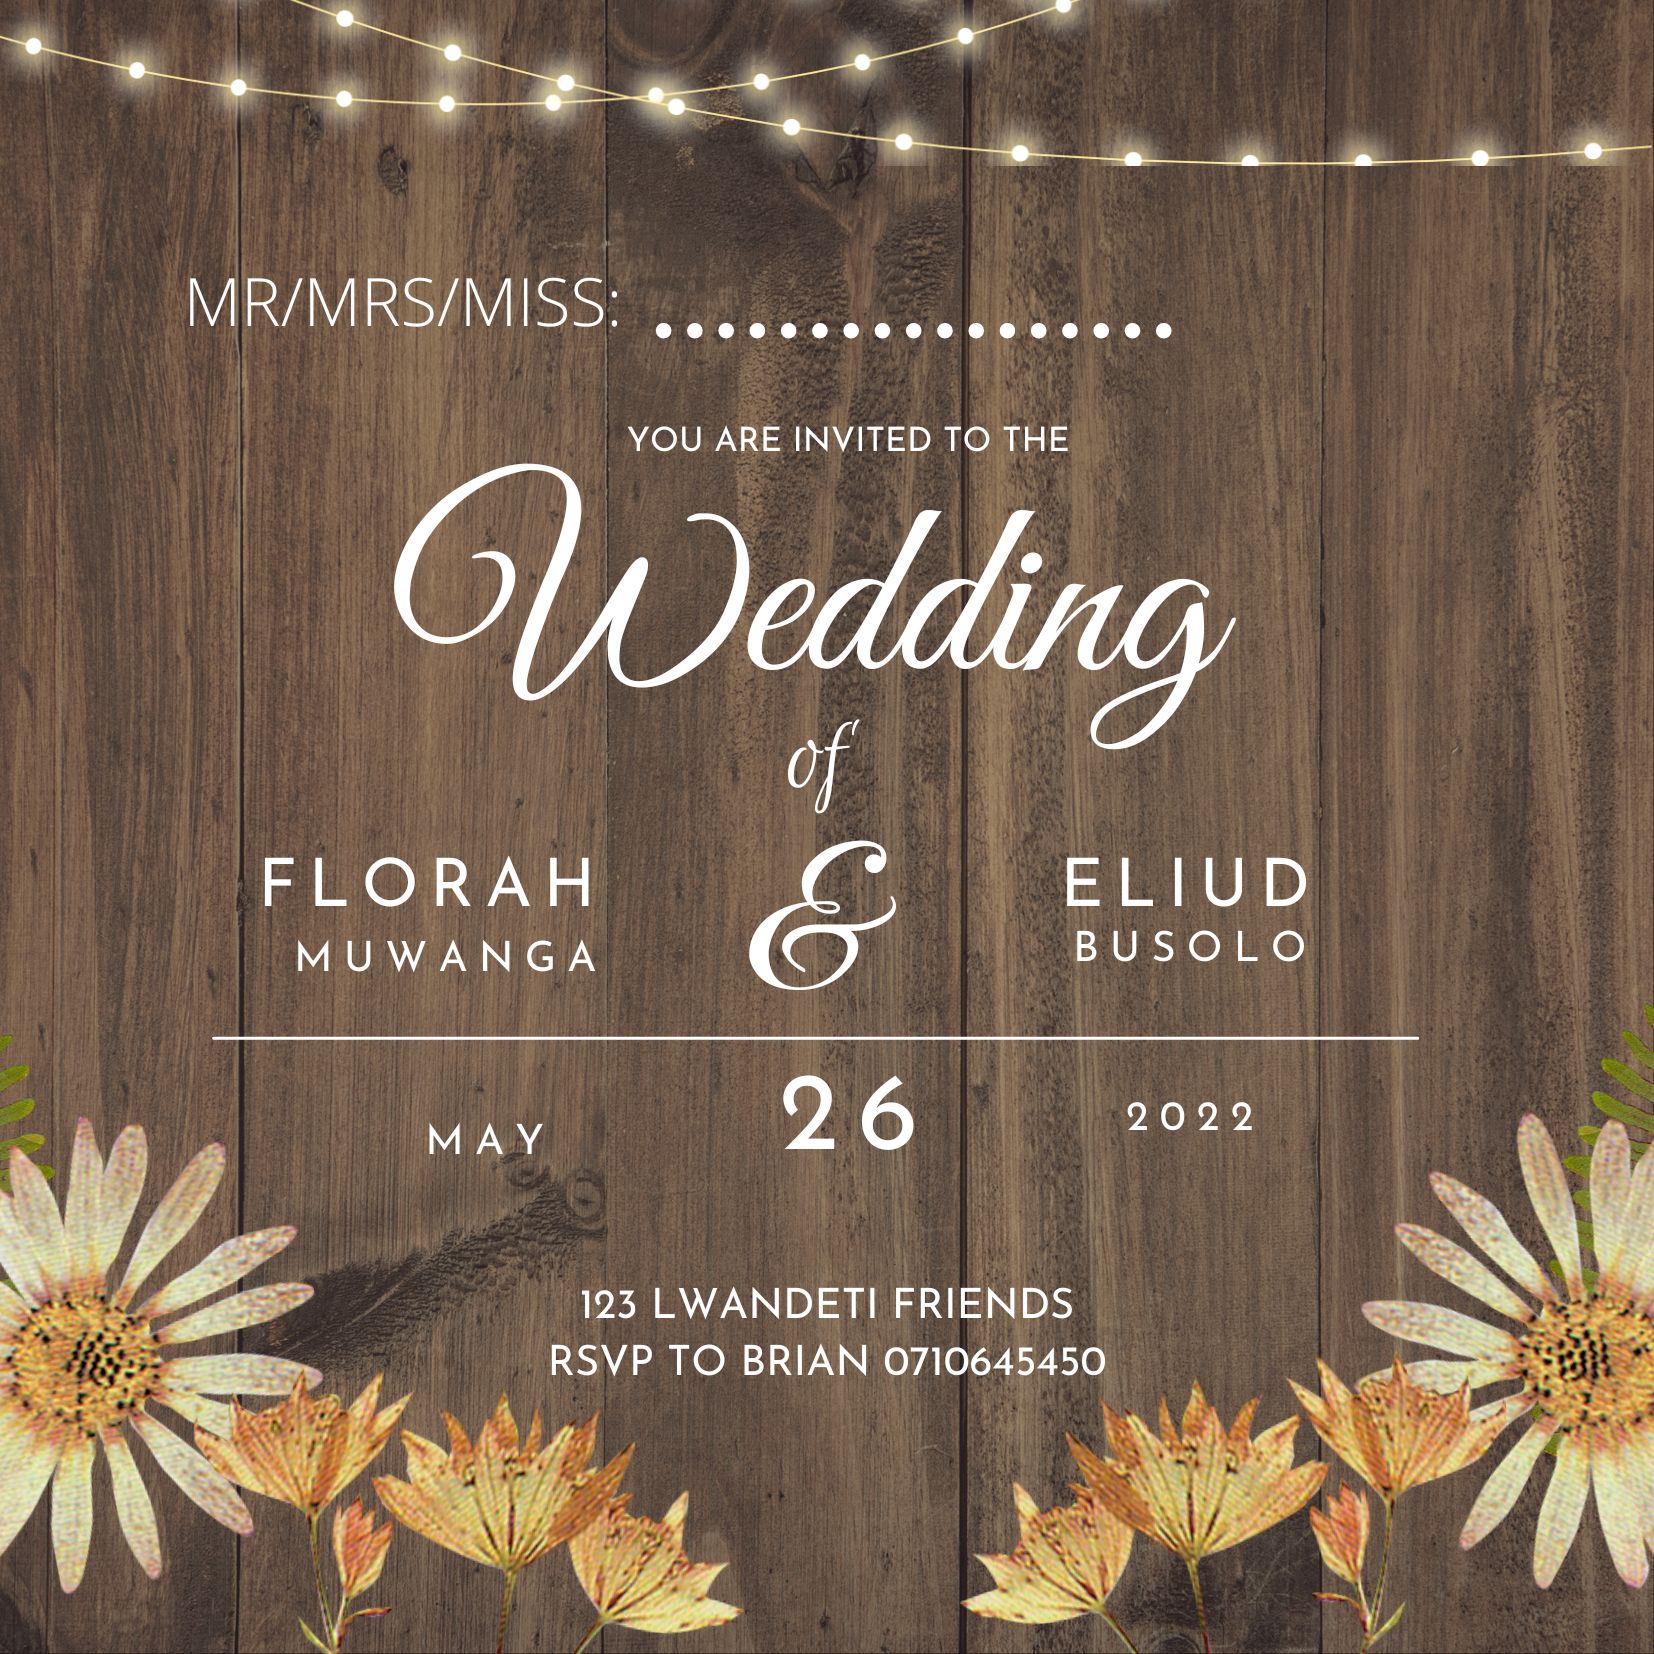 MR/MRS/MISS: .................
YOU ARE INVITED TO THE
Wedding
of
FLORAH & ELIUD
MUWANGA BUSOLO
MAY 26 2022
123 LWANDETI FRIENDS
RSVP TO BRIAN 0710645450